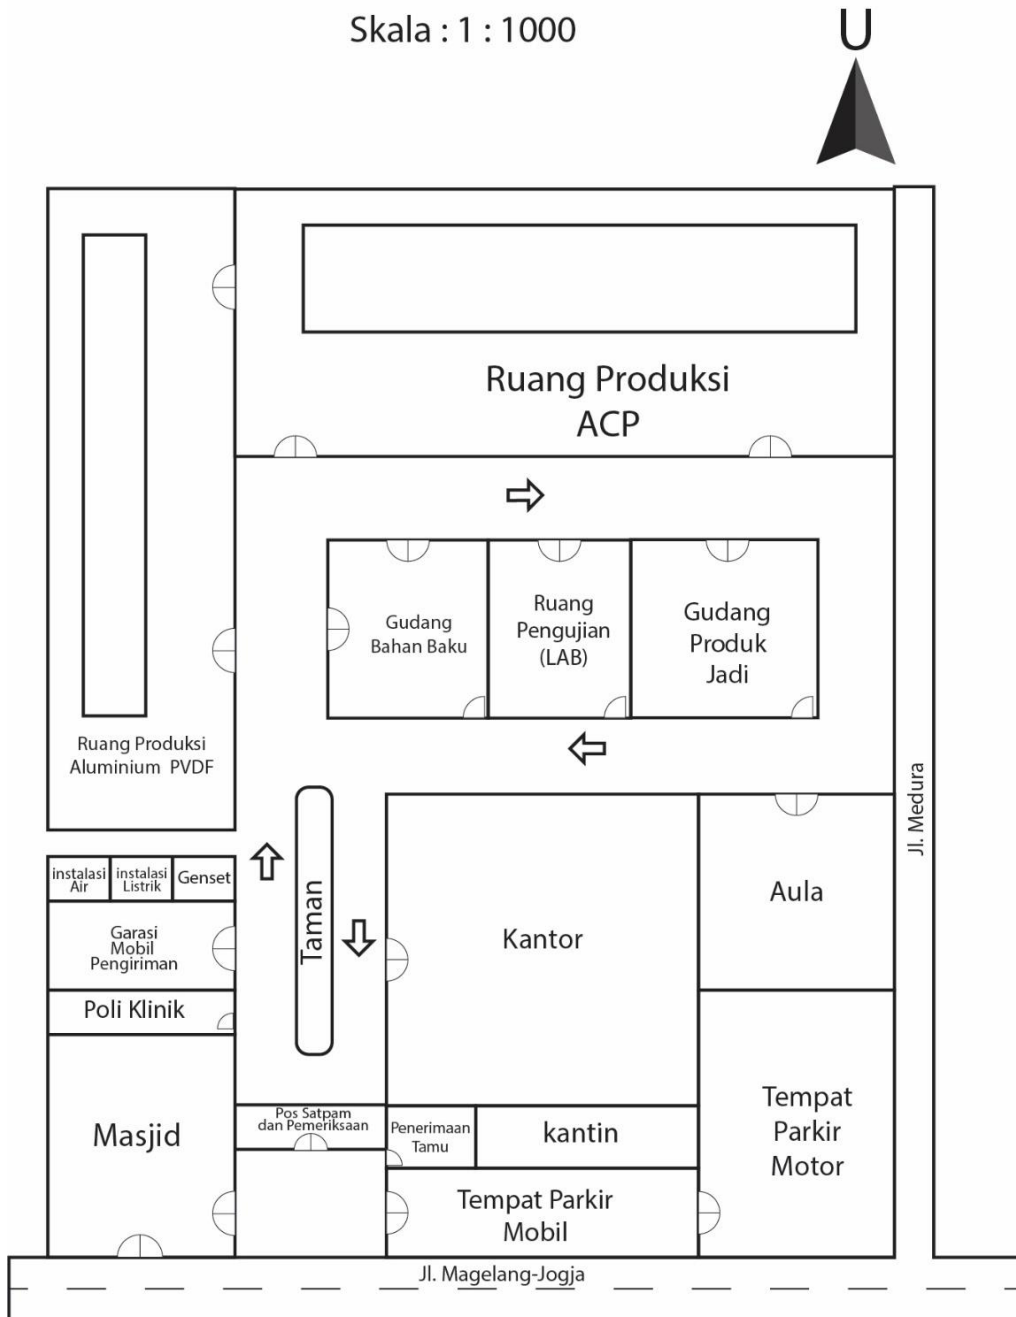 Skala : 1 : 1000
U
Ruang Produksi
ACP
Gudang
Bahan Baku
Ruang
Pengujian
(LAB)
Gudang
Produk
Jadi
Ruang Produksi
Aluminium PVDF
Jl. Medura
instalasi
Air
instalasi
Listrik
Genset
Taman
Aula
Kantor
Garasi
Mobil
Pengiriman
Poli Klinik
Masjid
Pos Satpam
dan Pemeriksaan
Penerimaan
Tamu
kantin
Tempat
Parkir
Motor
Tempat Parkir
Mobil
Jl. Magelang-Jogja